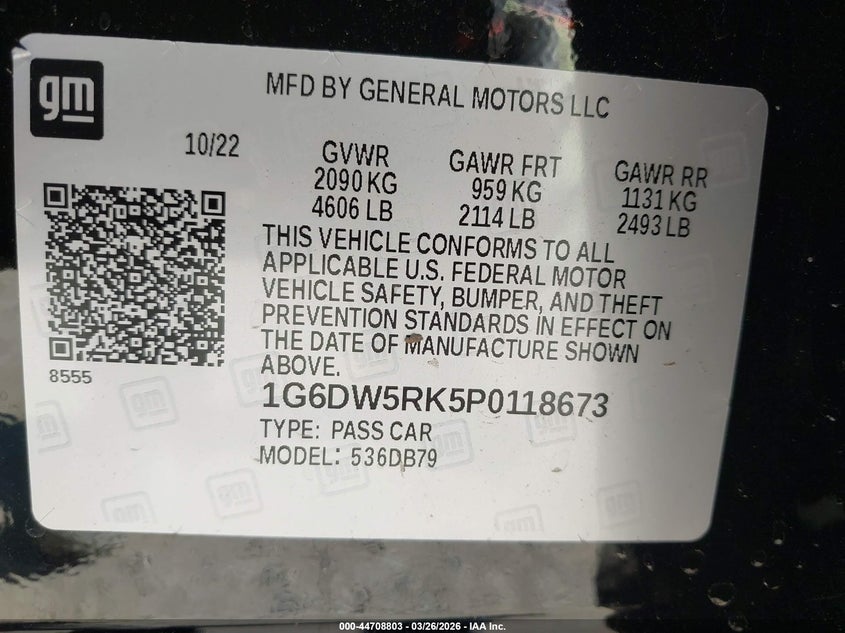 gm
MFD BY GENERAL MOTORS LLC
10/22
GVWR GAWR FRT GAWR RR
2090 KG 959 KG 1131 KG
4606 LB 2114 LB 2493 LB
THIS VEHICLE CONFORMS TO ALL
APPLICABLE U.S. FEDERAL MOTOR
VEHICLE SAFETY, BUMPER, AND THEFT
PREVENTION STANDARDS IN EFFECT ON
THE DATE OF MANUFACTURE SHOWN
ABOVE.
8555
1G6DW5RK5P0118673
TYPE: PASS CAR
MODEL: 536DB79
000-44708803 - 03/26/2026 - IAA Inc.